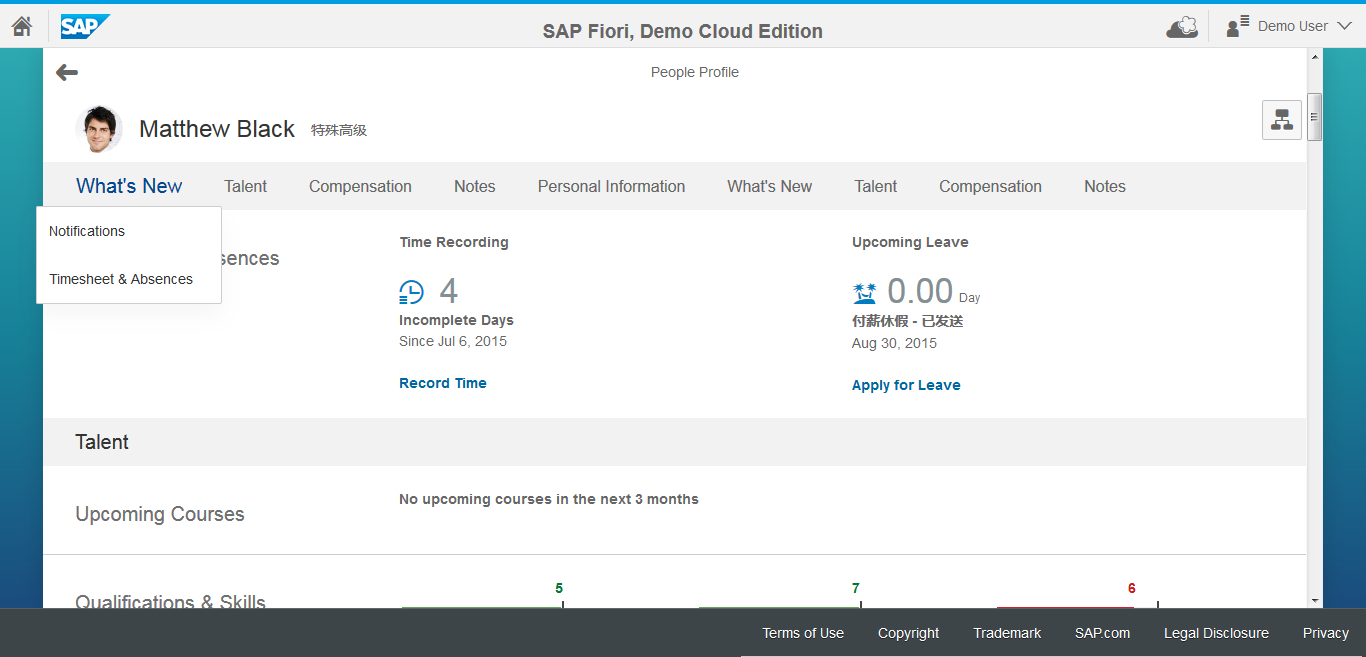 SAP
SAP Fiori, Demo Cloud Edition
Demo User
People Profile
Matthew Black 特殊高级
What's New Talent Compensation Notes Personal Information What's New Talent Compensation Notes
Notifications
Timesheet & Absences
sences
Time Recording
4
Incomplete Days
Since Jul 6, 2015
Record Time
Upcoming Leave
0.00 Day
付薪休假 - 已发送
Aug 30, 2015
Apply for Leave
Talent
Upcoming Courses
No upcoming courses in the next 3 months
Qualifications & Skills
5 7 6
Terms of Use Copyright Trademark SAP.com Legal Disclosure Privacy